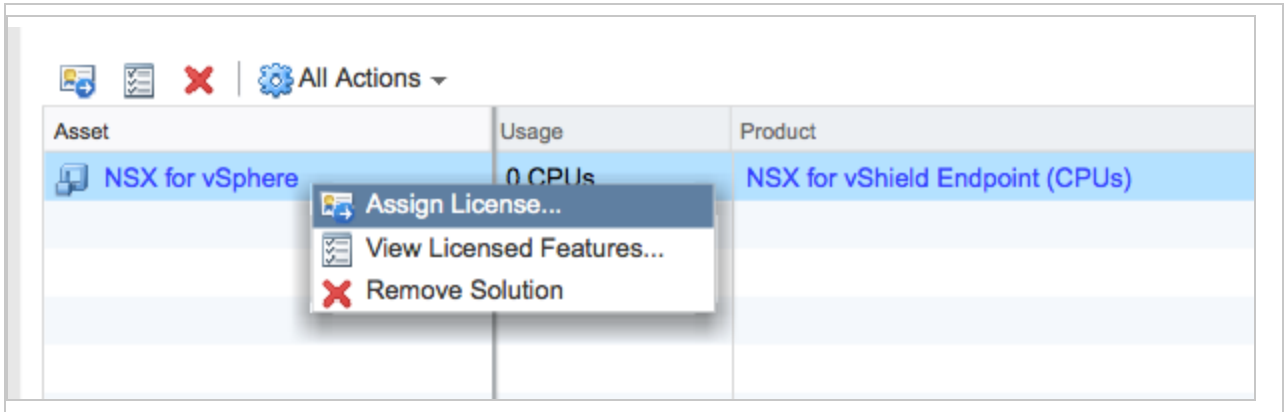 All Actions
Asset Usage Product
NSX for vSphere 0 CPUs NSX for vShield Endpoint (CPUs)
Assign License...
View Licensed Features...
Remove Solution